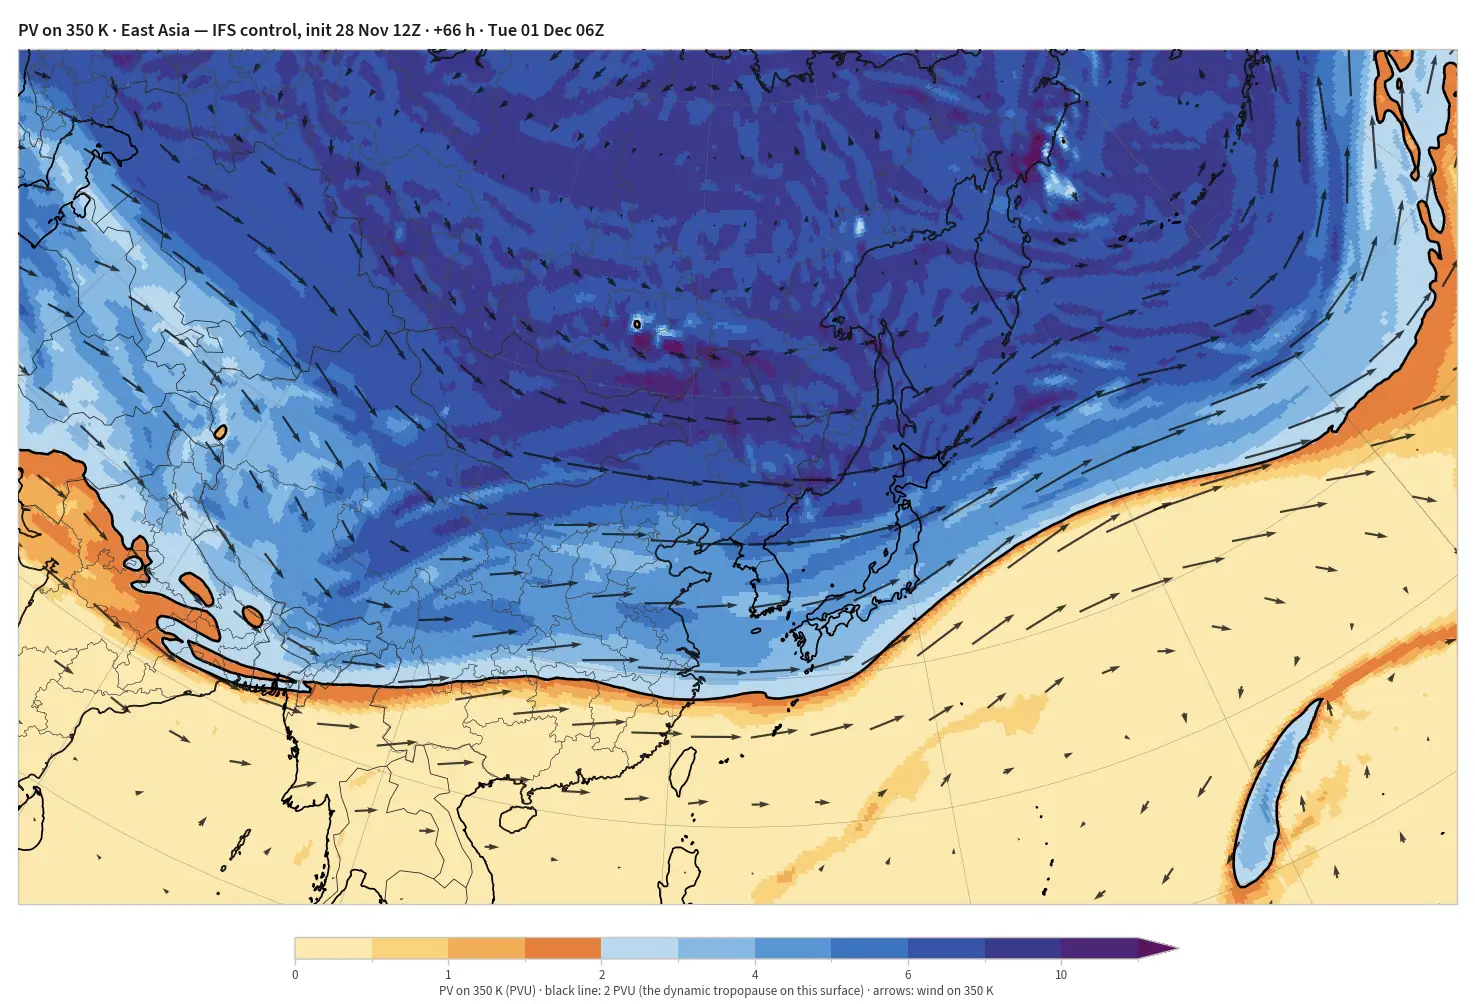 PV on 350 K · East Asia — IFS control, init 28 Nov 12Z · +66 h · Tue 01 Dec 06Z
0 1 2 4 6 10
PV on 350 K (PVU) · black line: 2 PVU (the dynamic tropopause on this surface) · arrows: wind on 350 K